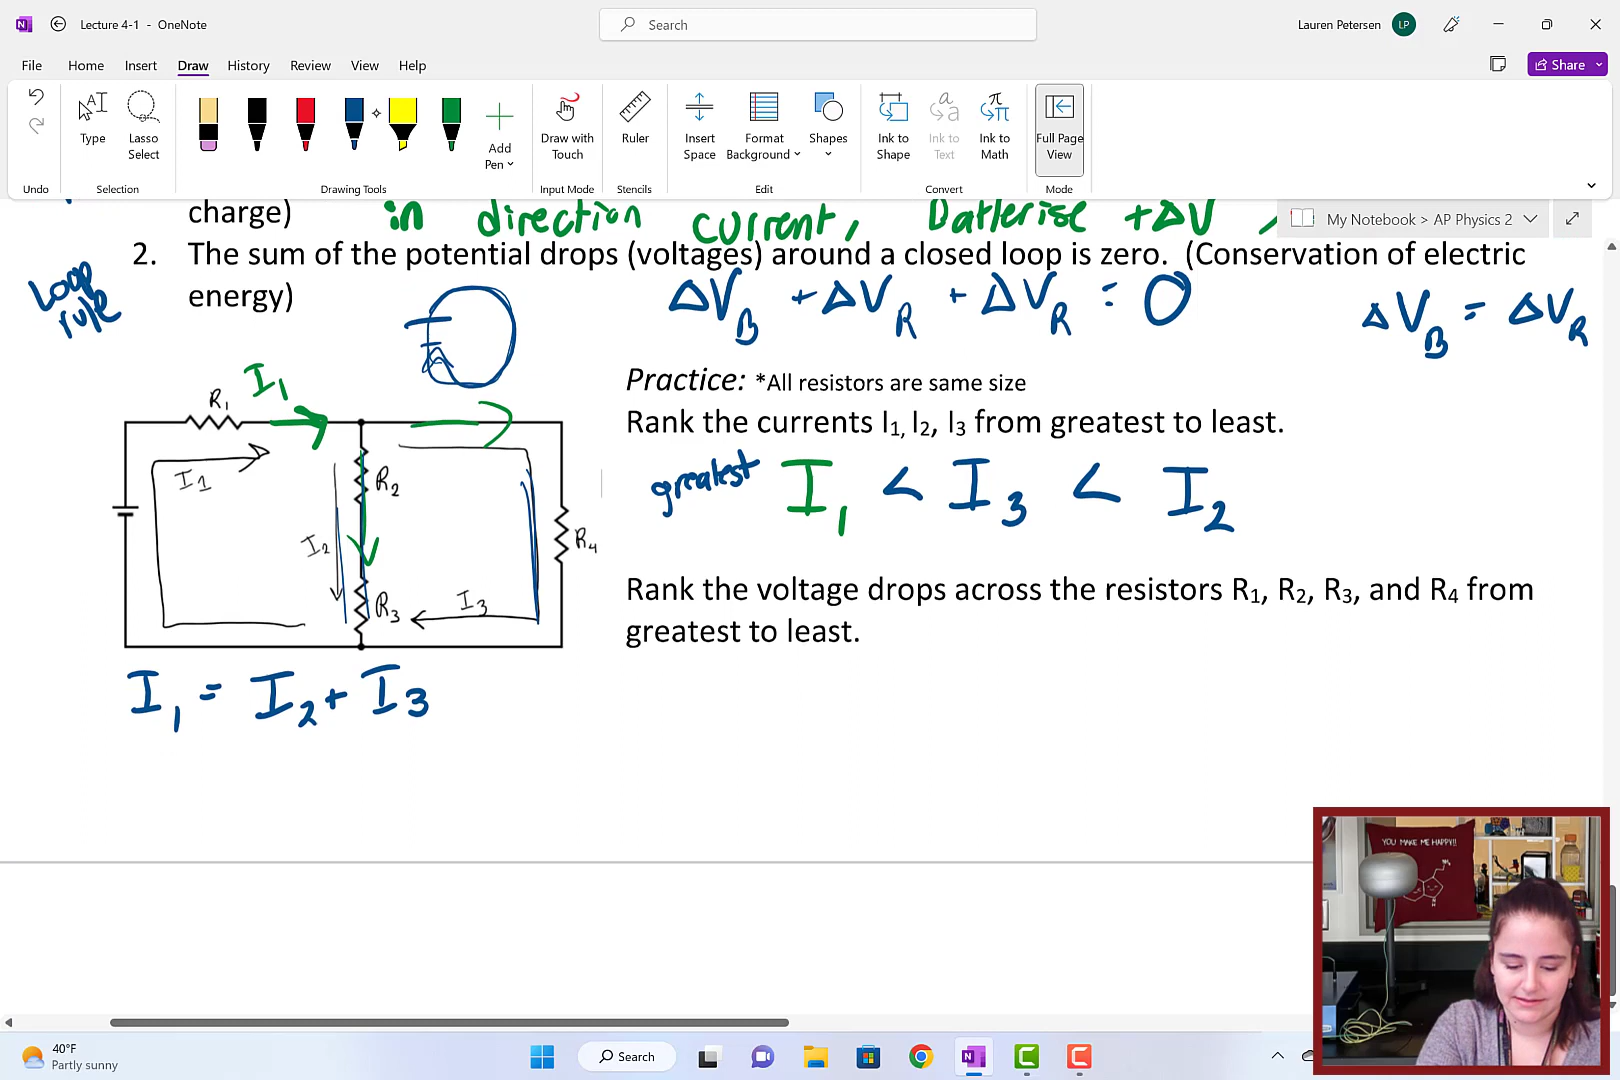 Lecture 4-1 - OneNote
Search
Lauren Petersen LP
File Home Insert Draw History Review View Help
Share
Undo
Type
Lasso Select
Selection
Add Pen
Drawing Tools
Draw with Touch
Input Mode
Ruler
Stencils
Insert Space
Format Background
Shapes
Edit
Ink to Shape
Ink to Text
Ink to Math
Convert
Full Page View
Mode
My Notebook > AP Physics 2
charge) in direction current, Batteries + ΔV
2. The sum of the potential drops (voltages) around a closed loop is zero. (Conservation of electric
energy)
Loop rule
ΔV_B + ΔV_R + ΔV_R = 0
ΔV_B = ΔV_R
Practice: *All resistors are same size
Rank the currents I₁, I₂, I₃ from greatest to least.
greatest I₁ < I₃ < I₂
Rank the voltage drops across the resistors R₁, R₂, R₃, and R₄ from
greatest to least.
R₁
I₁
I₁
R₂
I₂
R₃
I₃
R₄
I₁ = I₂ + I₃
YOU MAKE ME HAPPY!!
40°F
Partly sunny
Search